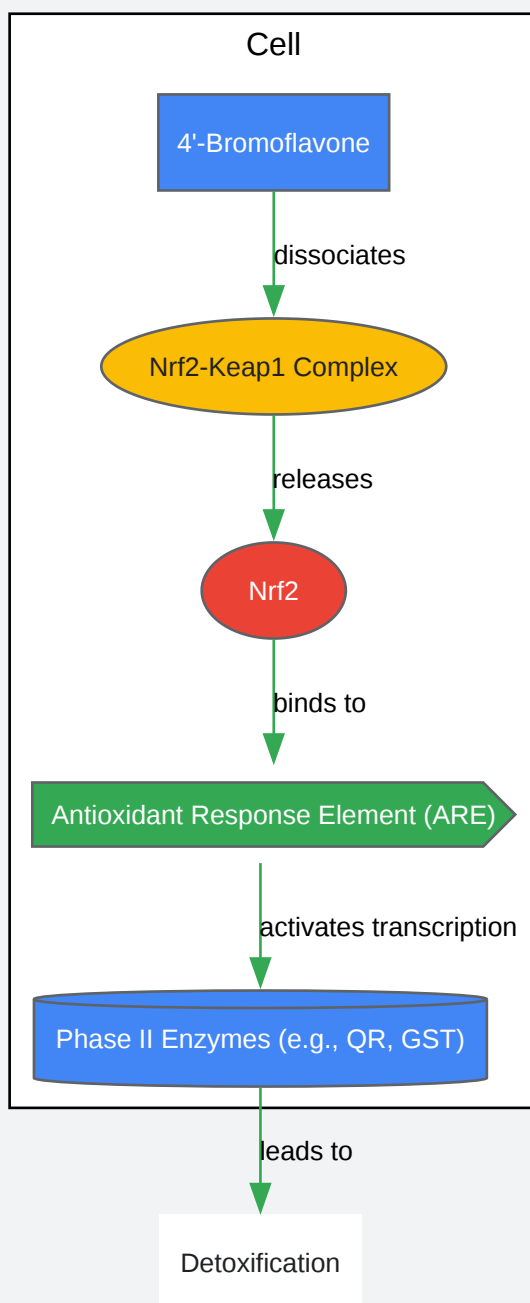 Cell
4'-Bromoflavone
dissociates
Nrf2-Keap1 Complex
releases
Nrf2
binds to
Antioxidant Response Element (ARE)
activates transcription
Phase II Enzymes (e.g., QR, GST)
leads to
Detoxification